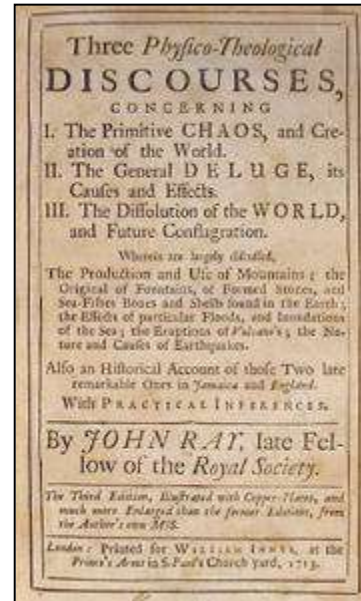 Three Phyſico-Theological
DISCOURSES,
CONCERNING
I. The Primitive CHAOS, and Cre-
ation of the World.
II. The General DELUGE, its
Cauſes and Effects.
III. The Diſſolution of the WORLD,
and Future Conflagration.
Wherein are largely diſcuſſed,
The Production and Uſe of Mountains; the
Original of Fountains, of Formed Stones, and
Sea-Fiſhes Bones and Shells found in the Earth;
the Effects of particular Floods, and Inundations
of the Sea; the Eruptions of Vulcano's; the Na-
ture and Cauſes of Earthquakes.
Alſo an Hiſtorical Account of thoſe Two late
remarkable Ones in Jamaica and England.
With PRACTICAL INFERENCES.
By JOHN RAY, late Fel-
low of the Royal Society.
The Third Edition, Illuſtrated with Copper-Plates, and
much more Enlarged than the former Editions, from
the Author's own MSS.
London: Printed for WILLIAM INNYS, at the
Prince's Arms in S. Paul's Church yard, 1713.